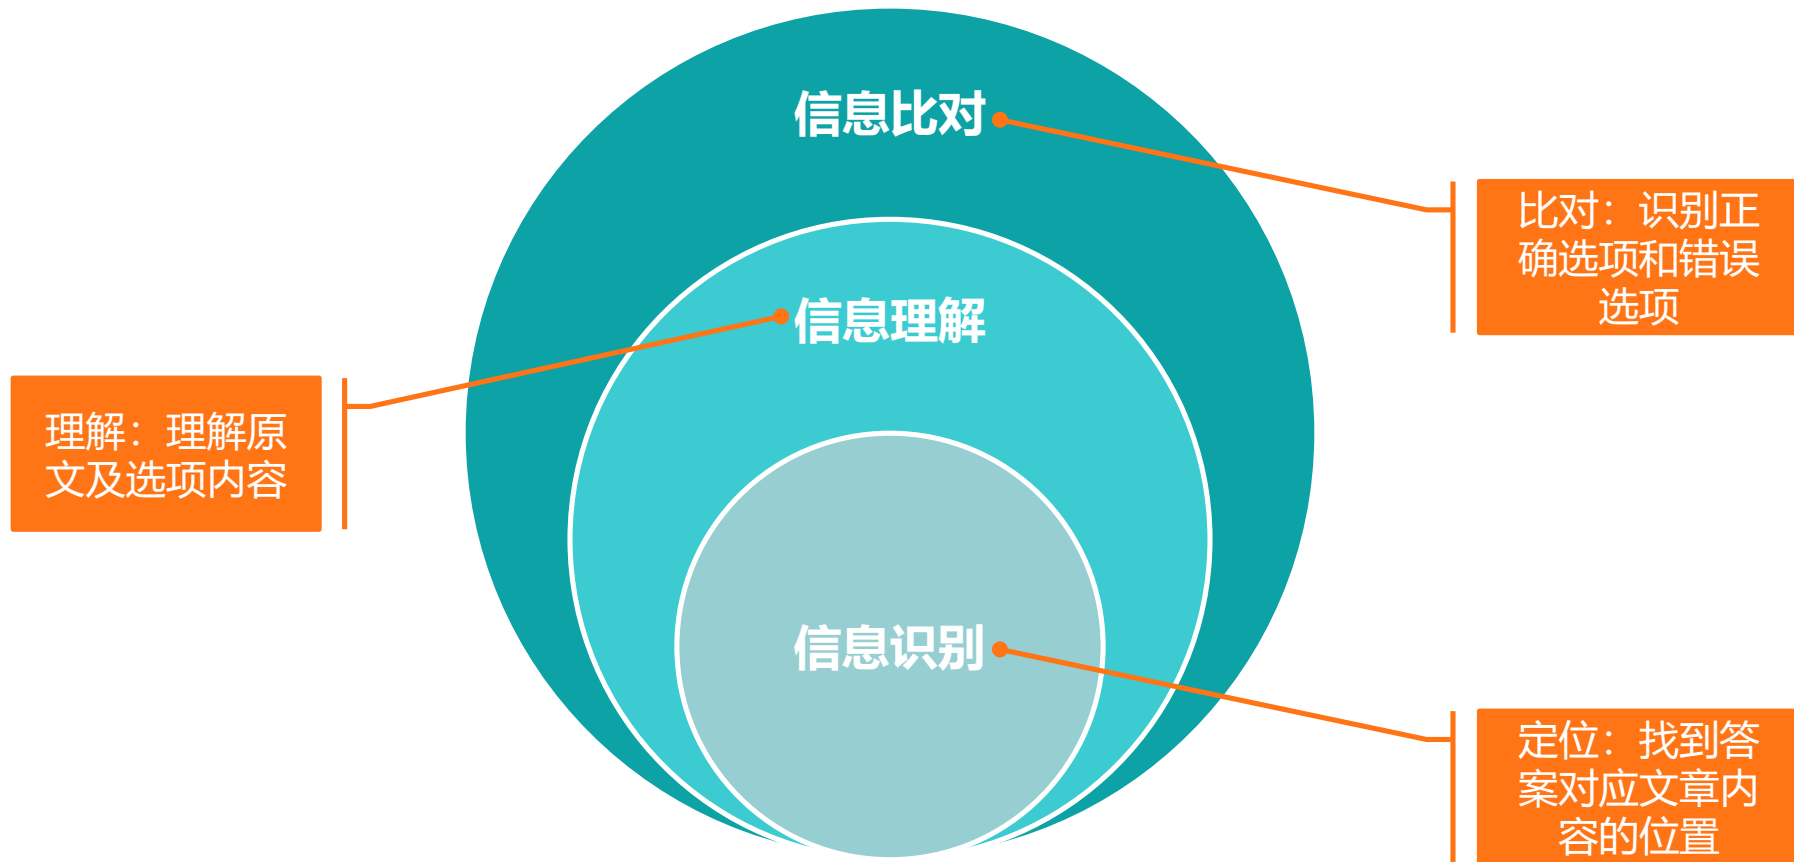 信息比对
比对：识别正
确选项和错误
选项
信息理解
理解：理解原
文及选项内容
信息识别
定位：找到答
案对应文章内
容的位置